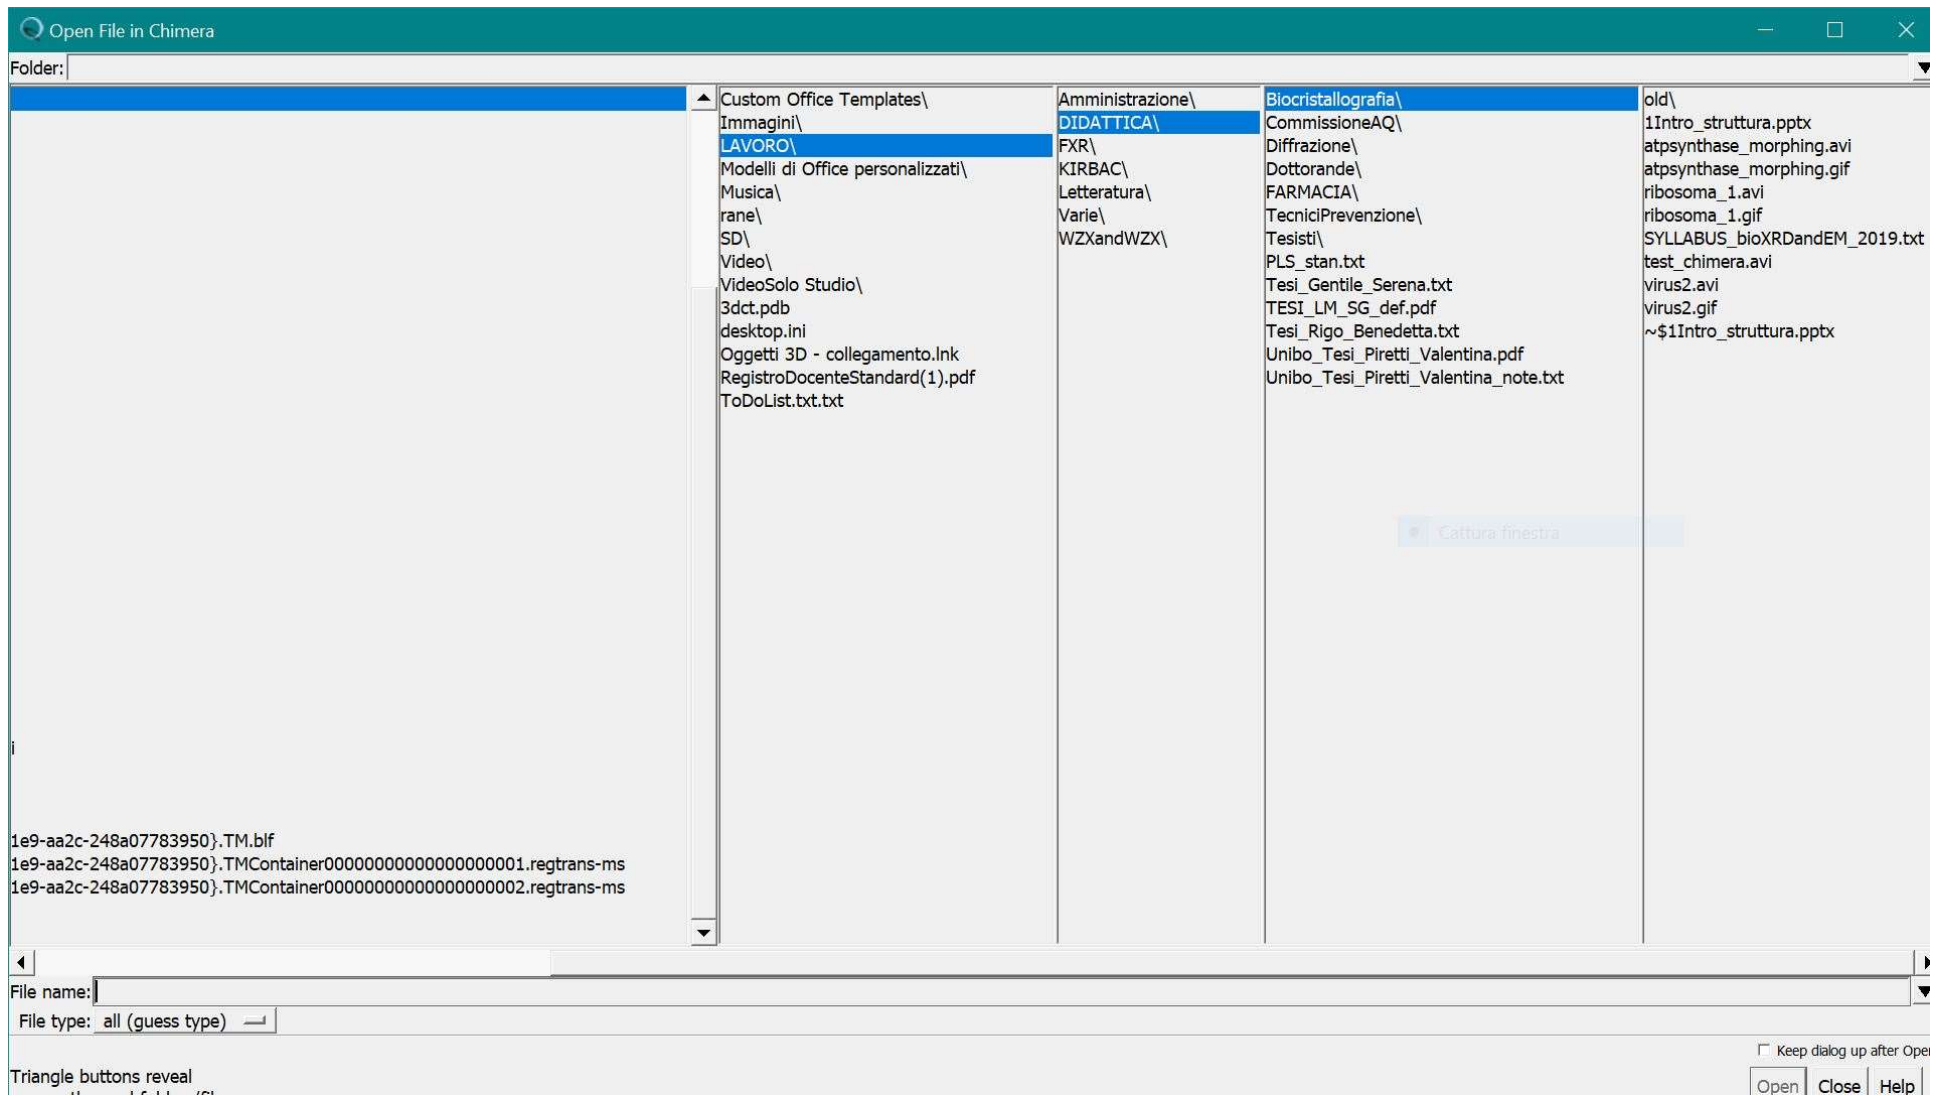 Open File in Chimera
Folder:
Custom Office Templates\
Immagini\
LAVORO\
Modelli di Office personalizzati\
Musica\
rane\
SD\
Video\
VideoSolo Studio\
3dct.pdb
desktop.ini
Oggetti 3D - collegamento.lnk
RegistroDocenteStandard(1).pdf
ToDoList.txt.txt
Amministrazione\
DIDATTICA\
FXR\
KIRBAC\
Letteratura\
Varie\
WZXandWZX\
Biocristallografia\
CommissioneAQ\
Diffrazione\
Dottorande\
FARMACIA\
TecniciPrevenzione\
Tesisti\
PLS_stan.txt
Tesi_Gentile_Serena.txt
TESI_LM_SG_def.pdf
Tesi_Rigo_Benedetta.txt
Unibo_Tesi_Piretti_Valentina.pdf
Unibo_Tesi_Piretti_Valentina_note.txt
old\
1Intro_struttura.pptx
atpsynthase_morphing.avi
atpsynthase_morphing.gif
ribosoma_1.avi
ribosoma_1.gif
SYLLABUS_bioXRDandEM_2019.txt
test_chimera.avi
virus2.avi
virus2.gif
~$1Intro_struttura.pptx
Cattura finestra
i
1e9-aa2c-248a07783950}.TM.blf
1e9-aa2c-248a07783950}.TMContainer00000000000000000001.regtrans-ms
1e9-aa2c-248a07783950}.TMContainer00000000000000000002.regtrans-ms
File name:
File type: all (guess type)
Keep dialog up after Ope
Triangle buttons reveal
Open Close Help